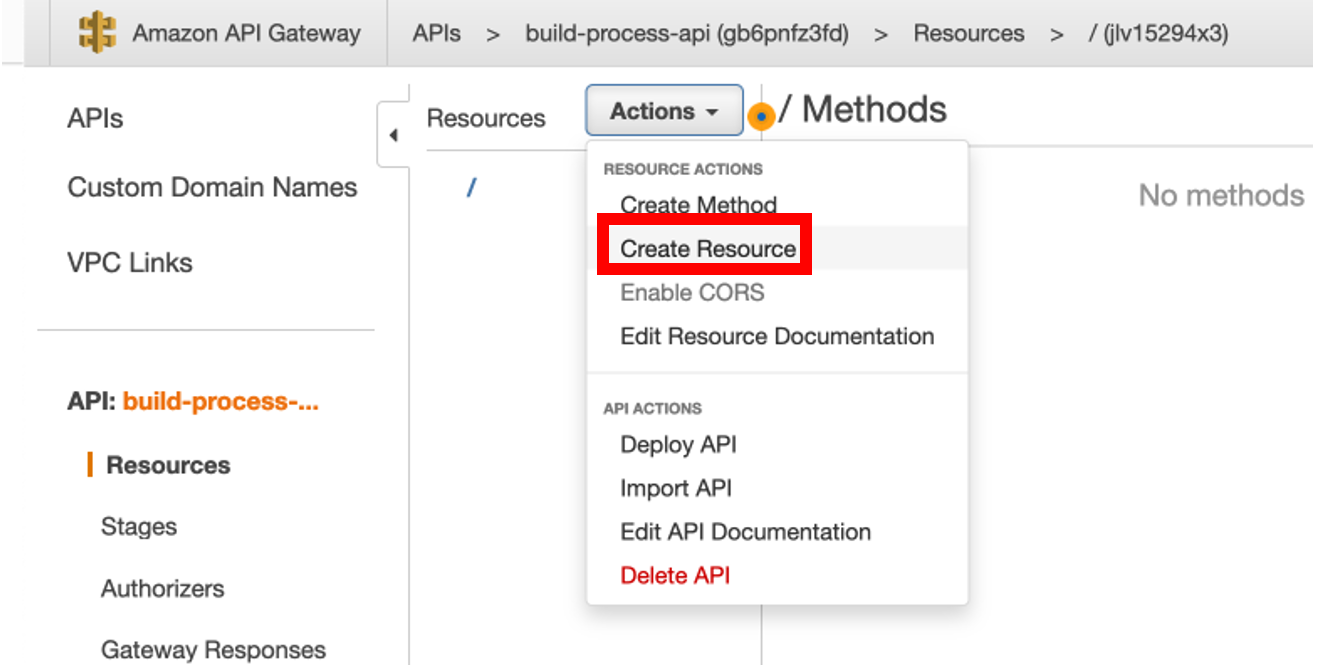 Amazon API Gateway APIs > build-process-api (gb6pnfz3fd) > Resources > / (jlv15294x3)
APIs
Custom Domain Names
VPC Links
API: build-process-...
Resources
Stages
Authorizers
Gateway Responses
Resources
/
Actions
RESOURCE ACTIONS
Create Method
Create Resource
Enable CORS
Edit Resource Documentation
API ACTIONS
Deploy API
Import API
Edit API Documentation
Delete API
/ Methods
No methods